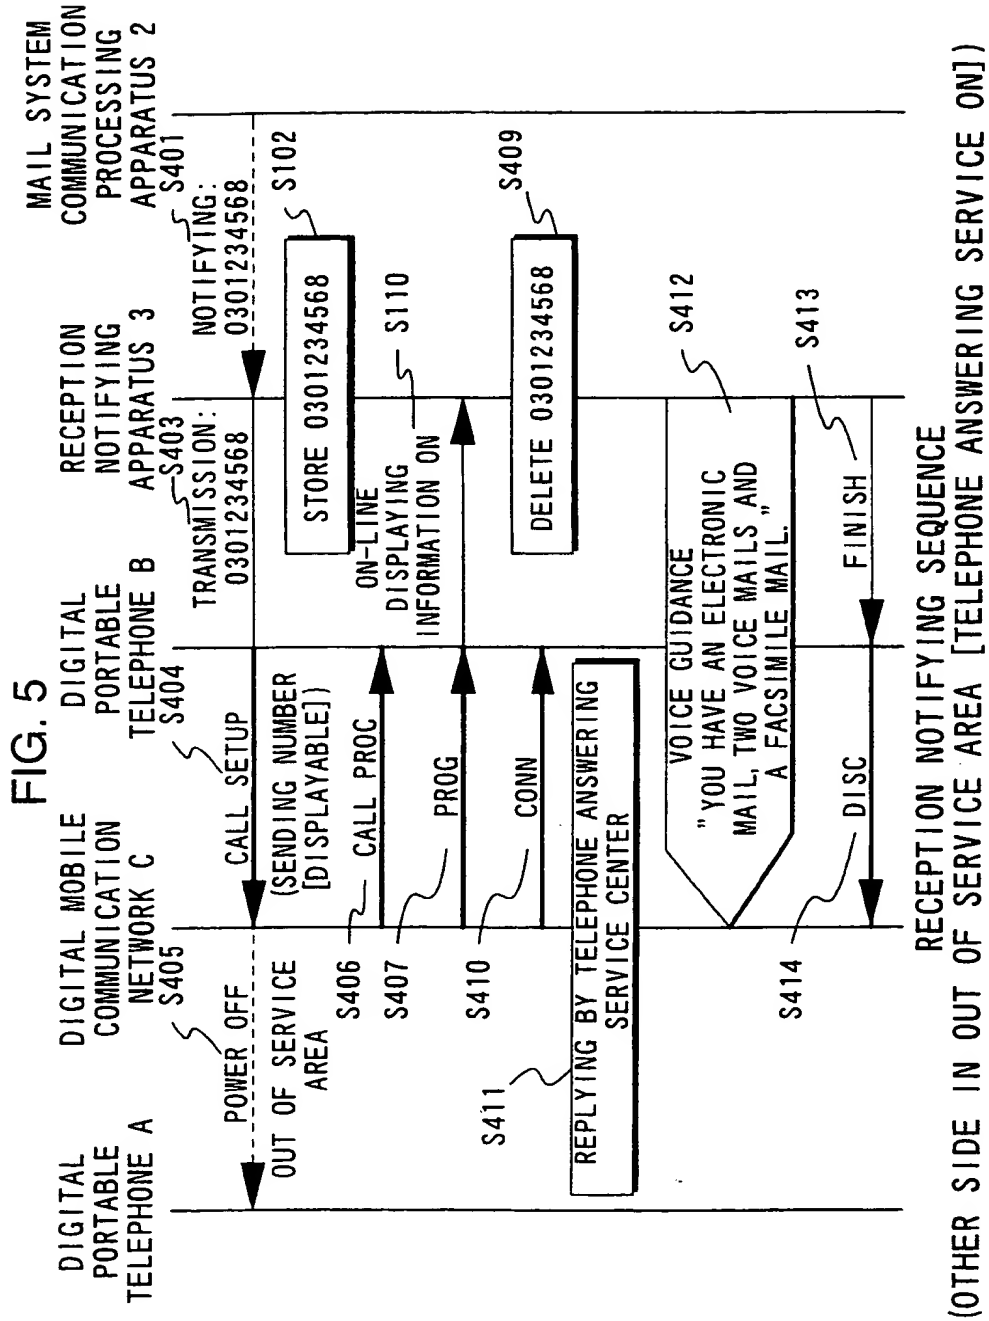 FIG. 5
DIGITAL
PORTABLE
TELEPHONE A
DIGITAL MOBILE
COMMUNICATION
NETWORK C
DIGITAL
PORTABLE
TELEPHONE B
RECEPTION
NOTIFYING
APPARATUS 3
MAIL SYSTEM
COMMUNICATION
PROCESSING
APPARATUS 2
S405
S404
S403
S401
POWER OFF
CALL SETUP
TRANSMISSION:
0301234568
NOTIFYING:
0301234568
OUT OF SERVICE
AREA
(SENDING NUMBER
[DISPLAYABLE])
STORE 0301234568
S102
S406
CALL PROC
ON-LINE
DISPLAYING
INFORMATION ON
S110
S407
PROG
S410
CONN
DELETE 0301234568
S409
S411
REPLYING BY TELEPHONE ANSWERING
SERVICE CENTER
VOICE GUIDANCE
"YOU HAVE AN ELECTRONIC
MAIL, TWO VOICE MAILS AND
A FACSIMILE MAIL."
S412
S414
DISC
FINISH
S413
RECEPTION NOTIFYING SEQUENCE
(OTHER SIDE IN OUT OF SERVICE AREA [TELEPHONE ANSWERING SERVICE ON])